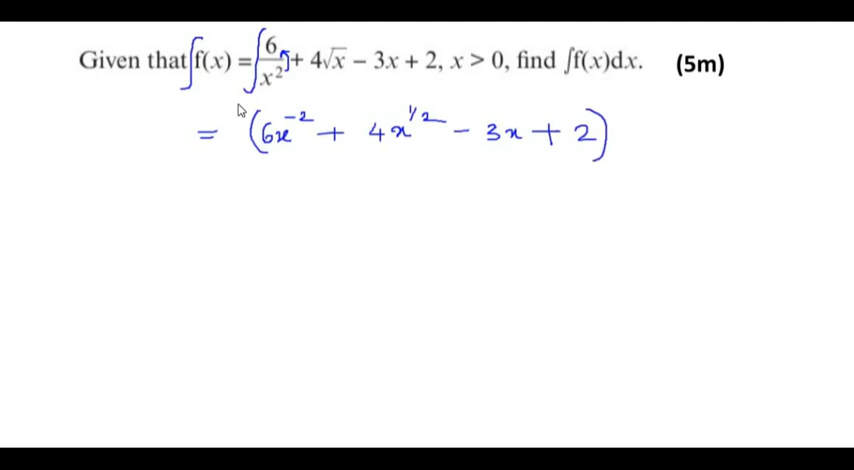 Given that ∫f(x) = ∫6/x² + 4√x − 3x + 2, x > 0, find ∫f(x)dx. (5m)
= (6x⁻² + 4x^1/2 − 3x + 2)